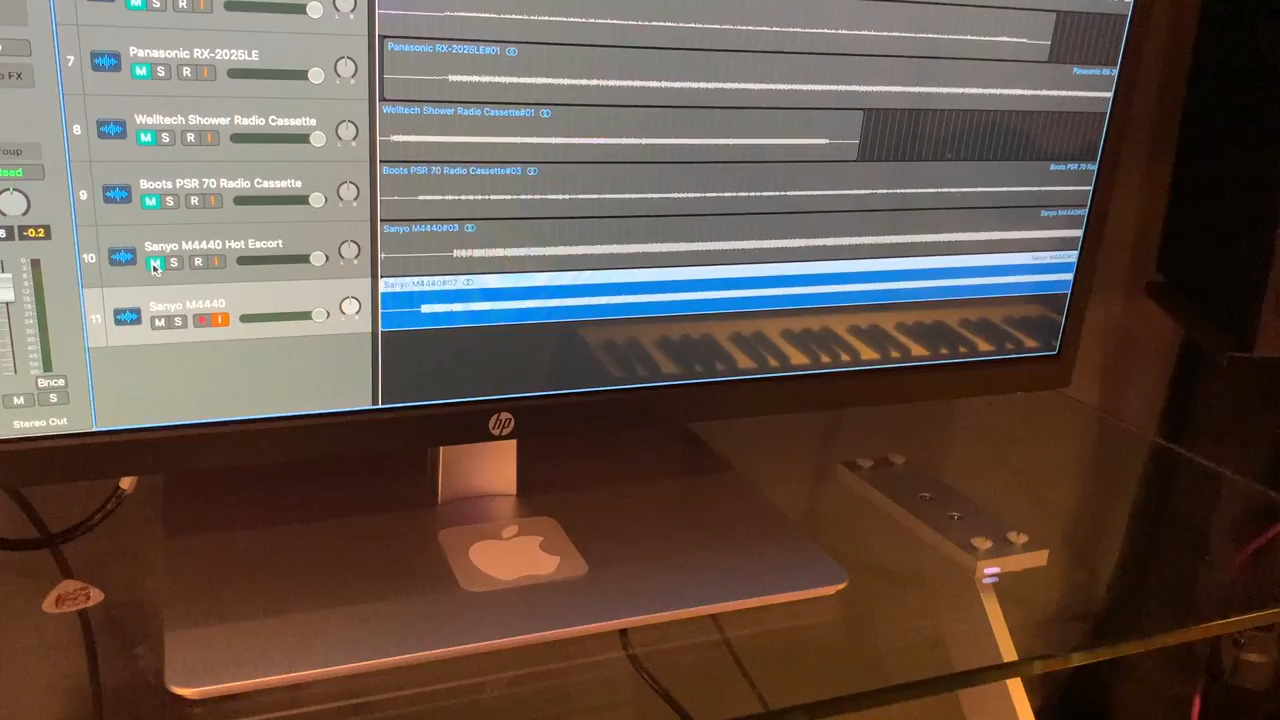 M S R I
7 Panasonic RX-2025LE
M S R I L R
Panasonic RX-2025LE#01
FX
8 Welltech Shower Radio Cassette
M S R I
Welltech Shower Radio Cassette#01
9 Boots PSR 70 Radio Cassette
M S R I
Boots PSR 70 Radio Cassette#03
-0.2
10 Sanyo M4440 Hot Escort
M S R I
Sanyo M4440#03
11 Sanyo M4440
M S R I
Sanyo M4440#02
Bnce
M S
Stereo Out
hp